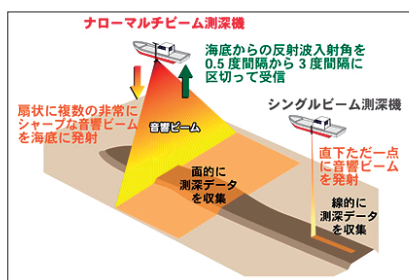 ナローマルチビーム測深機
海底からの反射波入射角を
0.5度間隔から3度間隔に
区切って受信
扇状に複数の非常に
シャープな音響ビーム
を海底に発射
音響ビーム
シングルビーム測深機
直下ただ一点
に音響ビーム
を発射
面的に
測深データ
を収集
線的に
測深データ
を収集